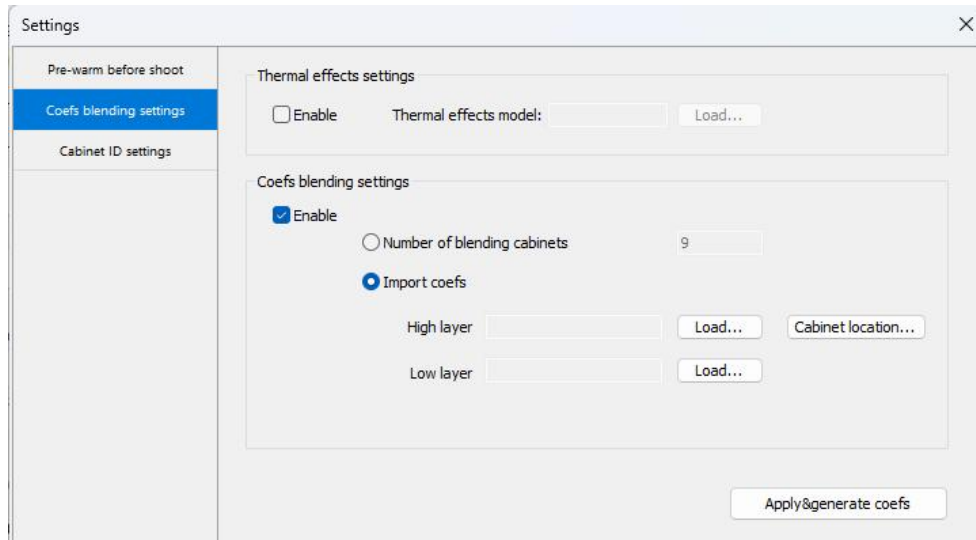 Settings
Pre-warm before shoot
Coefs blending settings
Cabinet ID settings
Thermal effects settings
Enable Thermal effects model: Load...
Coefs blending settings
Enable
Number of blending cabinets 9
Import coefs
High layer Load... Cabinet location...
Low layer Load...
Apply&generate coefs